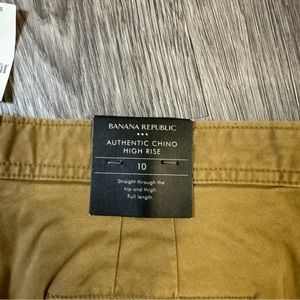 BANANA REPUBLIC
AUTHENTIC CHINO
HIGH RISE
10
Straight through the
hip and thigh.
Full length.